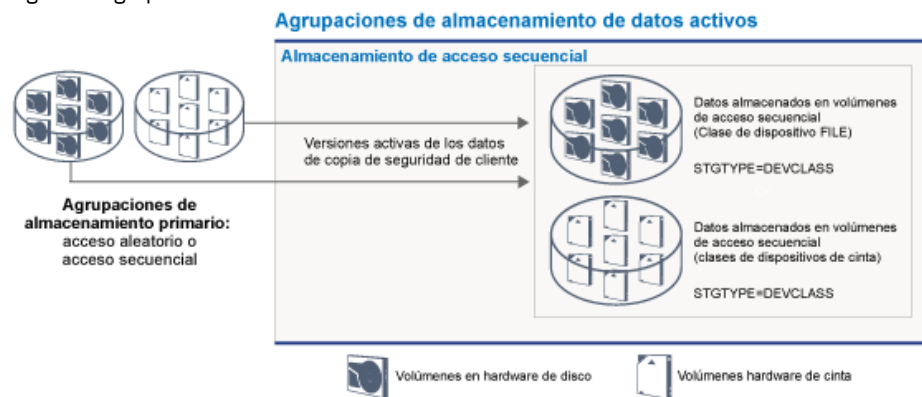 Agrupaciones de almacenamiento de datos activos
Almacenamiento de acceso secuencial
Datos almacenados en volúmenes
de acceso secuencial
(Clase de dispositivo FILE)
STGTYPE=DEVCLASS
Versiones activas de los datos
de copia de seguridad de cliente
Agrupaciones de
almacenamiento primario:
acceso aleatorio o
acceso secuencial
Datos almacenados en volúmenes
de acceso secuencial
(clases de dispositivos de cinta)
STGTYPE=DEVCLASS
Volúmenes en hardware de disco
Volúmenes hardware de cinta